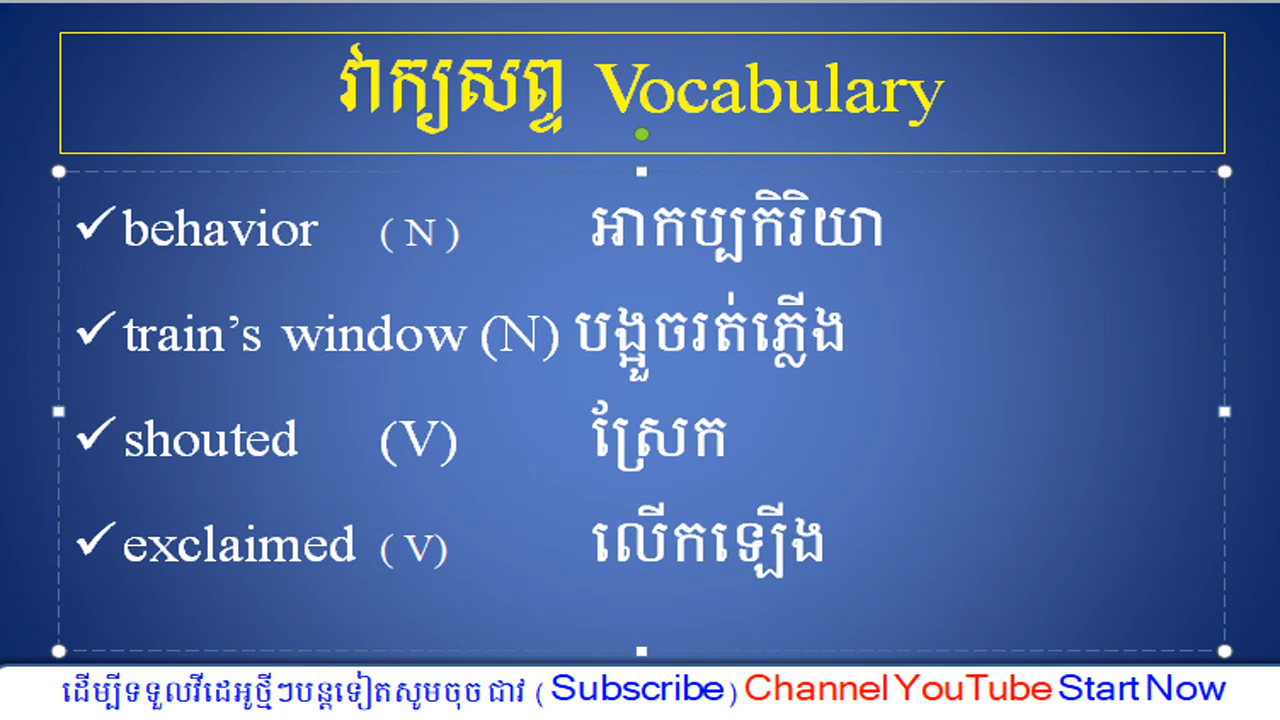 វាក្យសព្ទ Vocabulary
✓ behavior ( N ) អាកប្បកិរិយា
✓ train’s window (N) បង្អួចរត់ភ្លើង
✓ shouted (V) ស្រែក
✓ exclaimed ( V) លើកឡើង
ដើម្បីទទួលវីដេអូថ្មីៗបន្តទៀតសូមចុច ជាវ ( Subscribe ) Channel YouTube Start Now